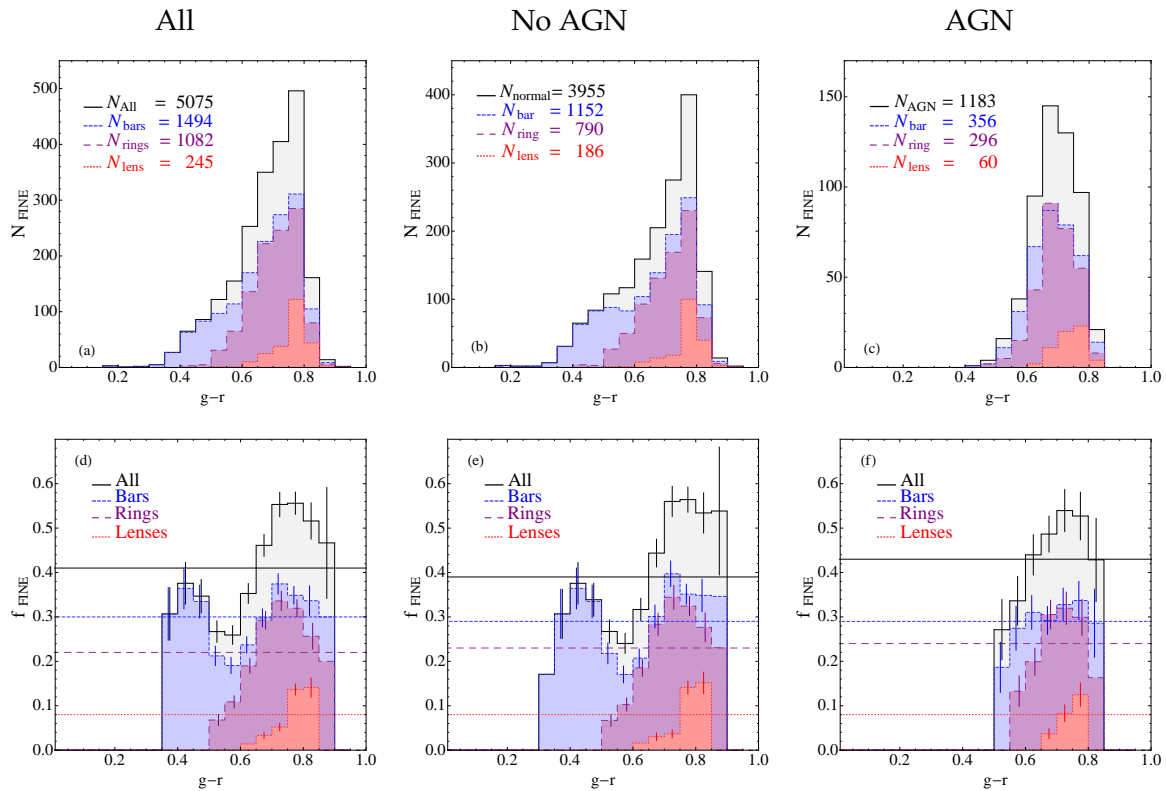 All No AGN AGN
N_All = 5075
N_bars = 1494
N_rings = 1082
N_lens = 245
N_FINE
500
400
300
200
100
0
(a)
0.2 0.4 0.6 0.8 1.0
g−r
N_normal = 3955
N_bar = 1152
N_ring = 790
N_lens = 186
N_FINE
400
300
200
100
0
(b)
0.2 0.4 0.6 0.8 1.0
g−r
N_AGN = 1183
N_bar = 356
N_ring = 296
N_lens = 60
N_FINE
150
100
50
0
(c)
0.2 0.4 0.6 0.8 1.0
g−r
(d)
All
Bars
Rings
Lenses
f_FINE
0.6
0.5
0.4
0.3
0.2
0.1
0.0
0.2 0.4 0.6 0.8 1.0
g−r
(e)
All
Bars
Rings
Lenses
f_FINE
0.6
0.5
0.4
0.3
0.2
0.1
0.0
0.2 0.4 0.6 0.8 1.0
g−r
(f)
All
Bars
Rings
Lenses
f_FINE
0.6
0.5
0.4
0.3
0.2
0.1
0.0
0.2 0.4 0.6 0.8 1.0
g−r